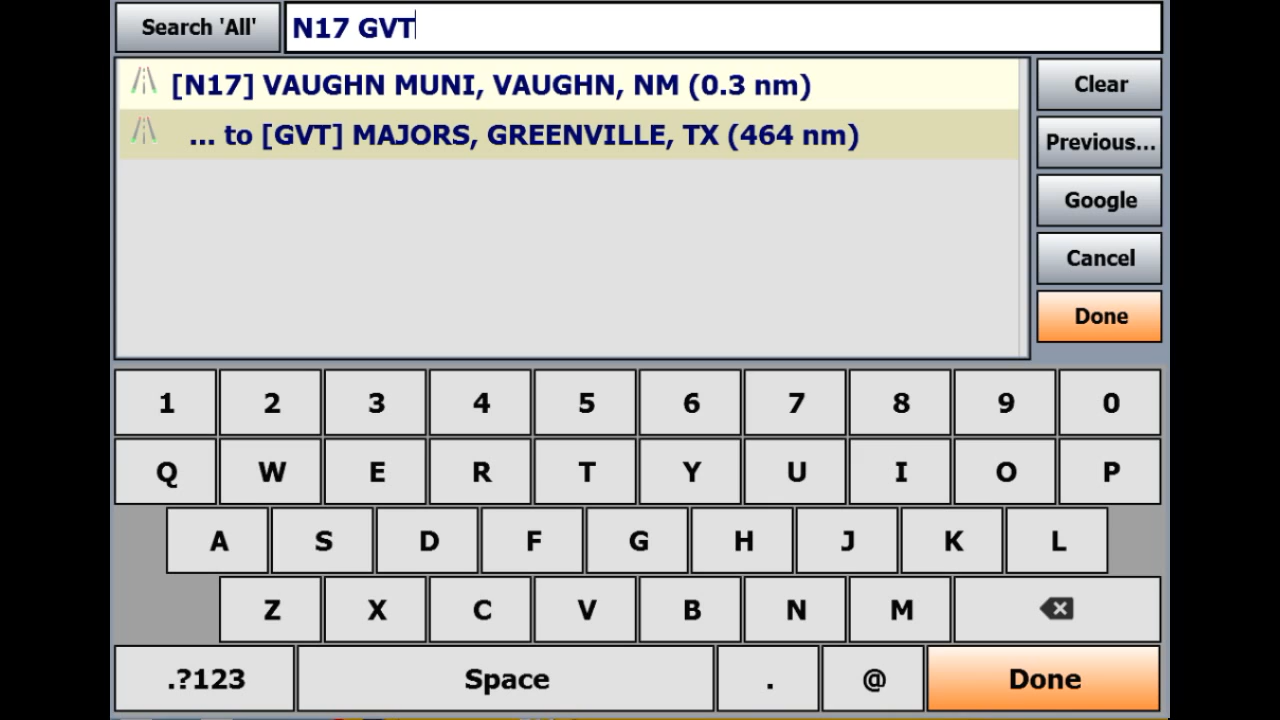 Search 'All' N17 GVT
[N17] VAUGHN MUNI, VAUGHN, NM (0.3 nm)
... to [GVT] MAJORS, GREENVILLE, TX (464 nm)
Clear
Previous...
Google
Cancel
Done
1 2 3 4 5 6 7 8 9 0
Q W E R T Y U I O P
A S D F G H J K L
Z X C V B N M
.?123 Space . @ Done